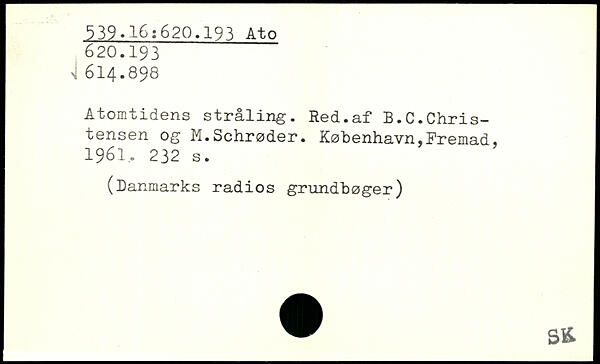 539.16:620.193 Ato
620.193
√ 614.898
Atomtidens stråling. Red.af B.C.Chris-
tensen og M.Schrøder. København,Fremad,
1961. 232 s.
(Danmarks radios grundbøger)
SK